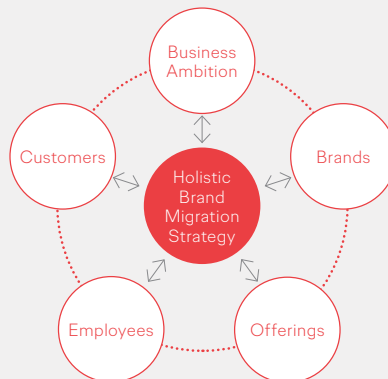 Business
Ambition
Customers
Brands
Holistic
Brand
Migration
Strategy
Employees
Offerings